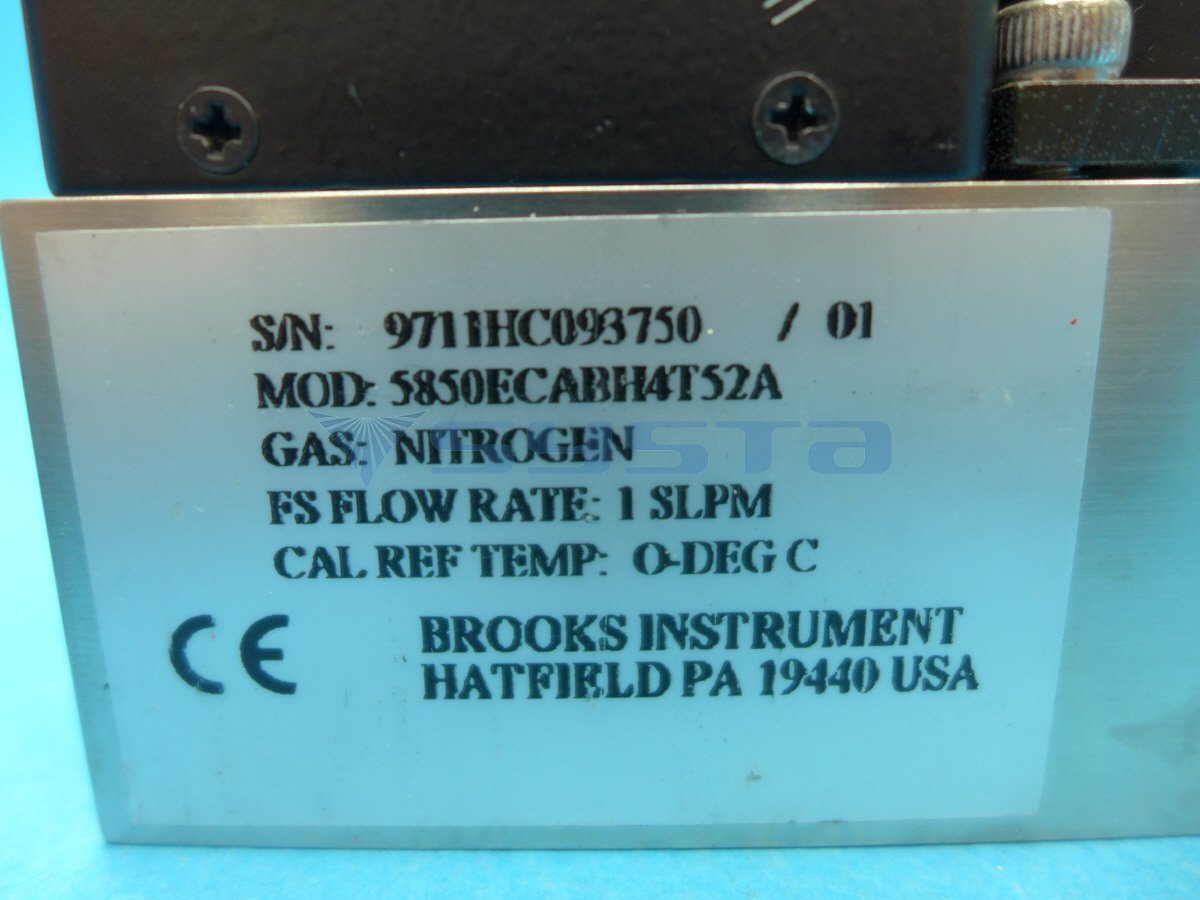 S/N: 9711HC093750 / 01
MOD: 5850ECABH4T52A
GAS: NITROGEN
systa
FS FLOW RATE: 1 SLPM
CAL REF TEMP: O-DEG C
CE
BROOKS INSTRUMENT
HATFIELD PA 19440 USA